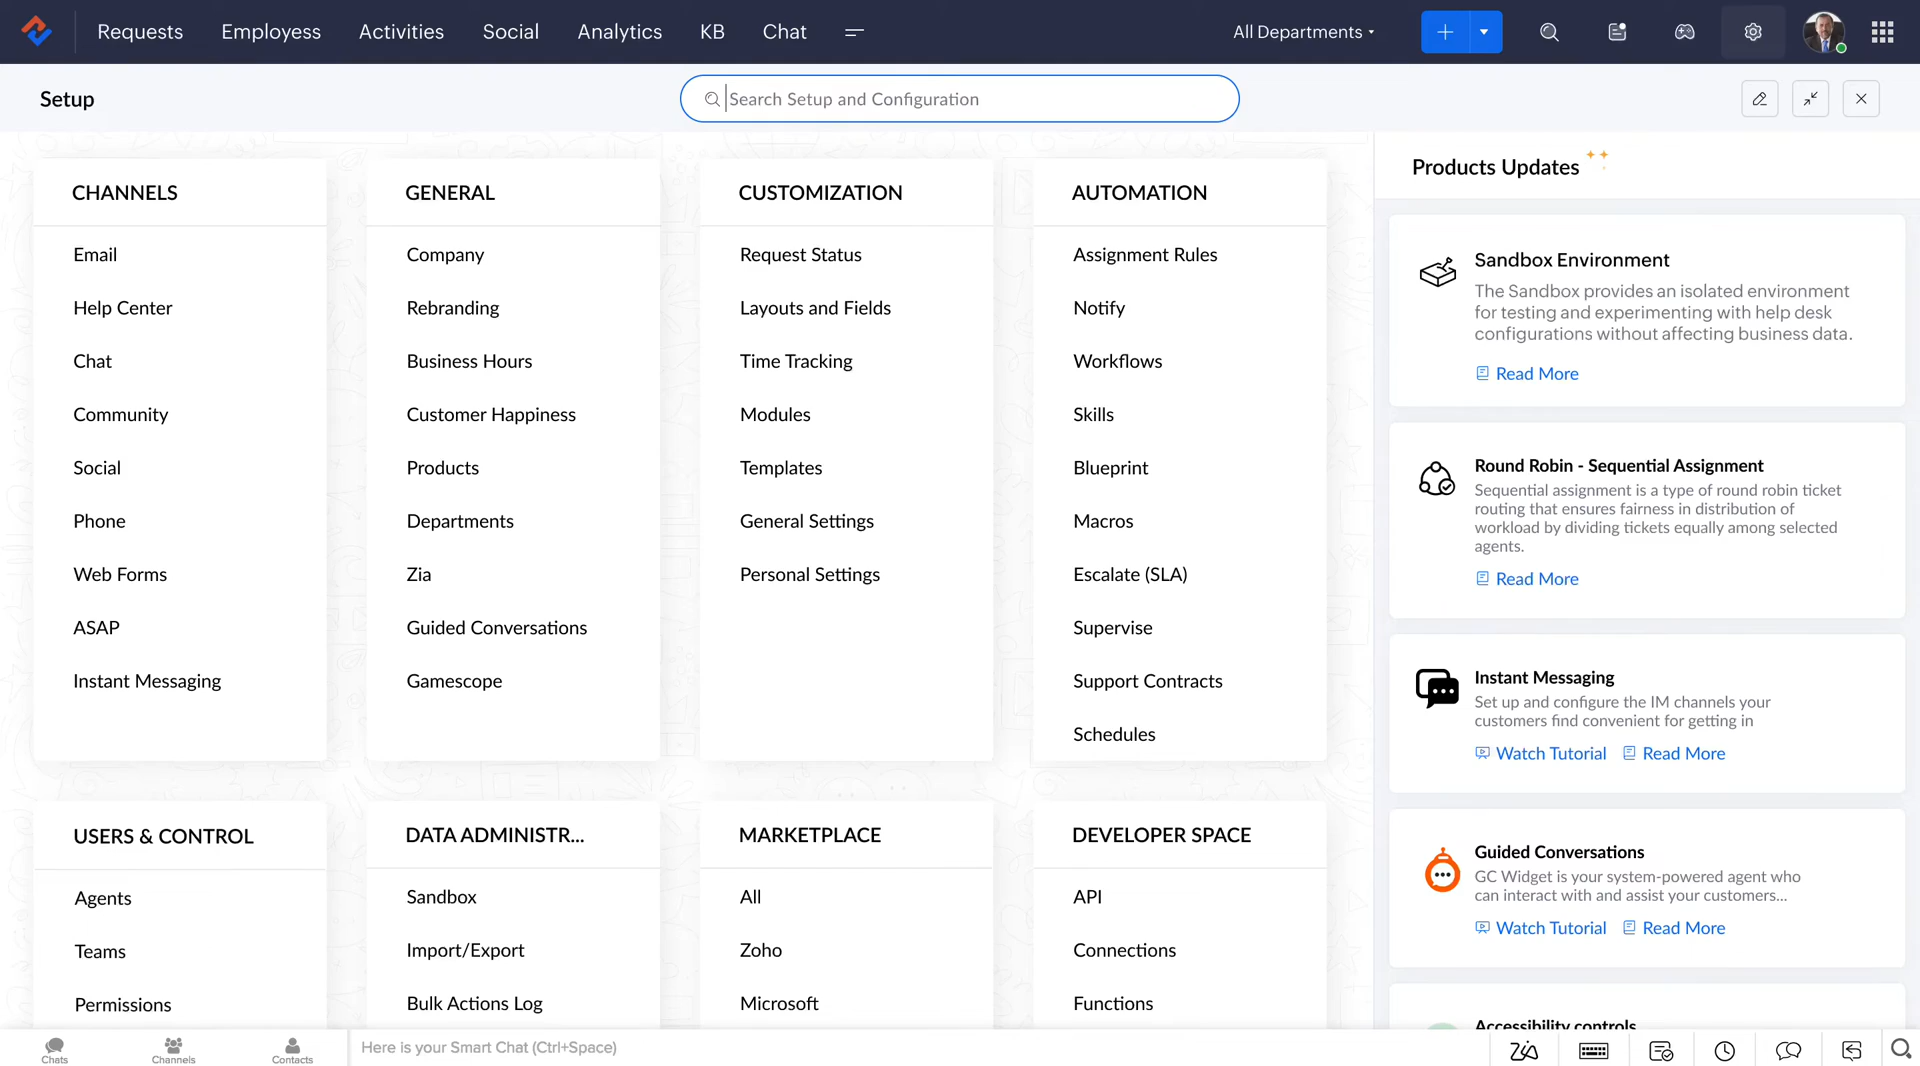 Requests Employess Activities Social Analytics KB Chat
All Departments
Setup
Search Setup and Configuration
CHANNELS
Email
Help Center
Chat
Community
Social
Phone
Web Forms
ASAP
Instant Messaging
GENERAL
Company
Rebranding
Business Hours
Customer Happiness
Products
Departments
Zia
Guided Conversations
Gamescope
CUSTOMIZATION
Request Status
Layouts and Fields
Time Tracking
Modules
Templates
General Settings
Personal Settings
AUTOMATION
Assignment Rules
Notify
Workflows
Skills
Blueprint
Macros
Escalate (SLA)
Supervise
Support Contracts
Schedules
USERS & CONTROL
Agents
Teams
Permissions
DATA ADMINISTR...
Sandbox
Import/Export
Bulk Actions Log
MARKETPLACE
All
Zoho
Microsoft
DEVELOPER SPACE
API
Connections
Functions
Products Updates
Sandbox Environment
The Sandbox provides an isolated environment
for testing and experimenting with help desk
configurations without affecting business data.
Read More
Round Robin - Sequential Assignment
Sequential assignment is a type of round robin ticket
routing that ensures fairness in distribution of
workload by dividing tickets equally among selected
agents.
Read More
Instant Messaging
Set up and configure the IM channels your
customers find convenient for getting in
Watch Tutorial Read More
Guided Conversations
GC Widget is your system-powered agent who
can interact with and assist your customers...
Watch Tutorial Read More
Accessibility controls
Chats
Channels
Contacts
Here is your Smart Chat (Ctrl+Space)